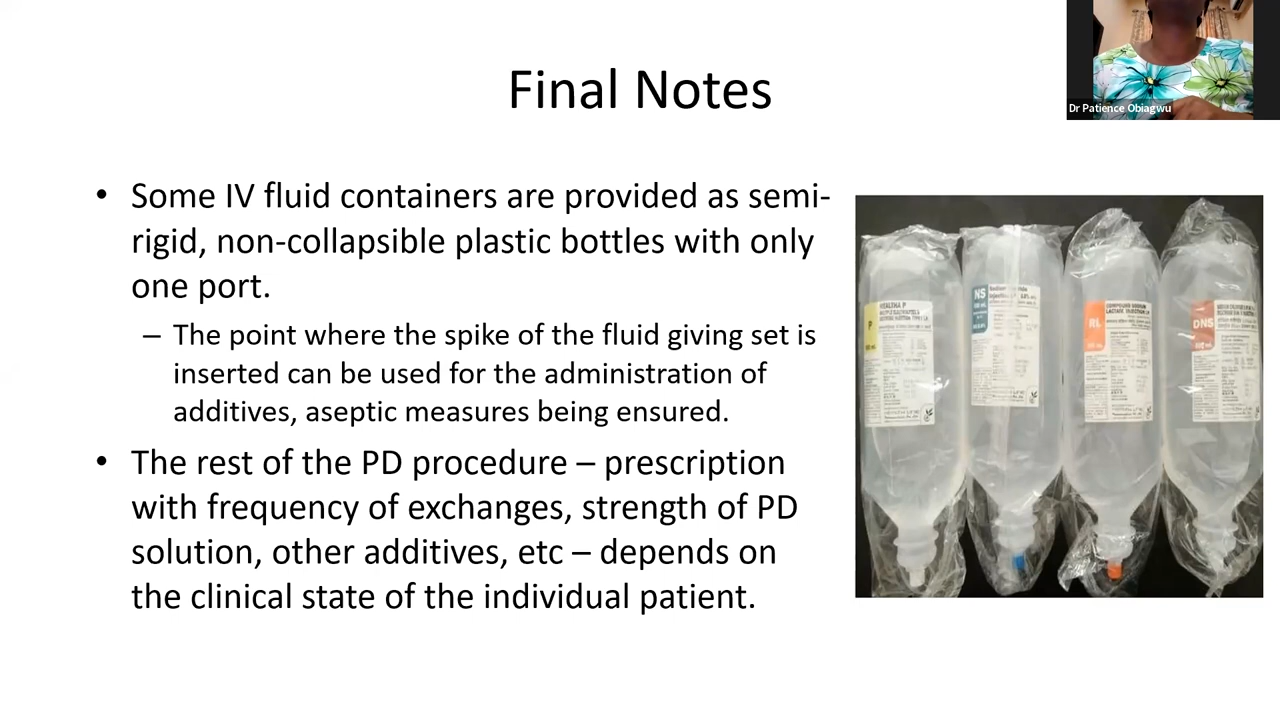 Final Notes
Dr Patience Obiagwu
• Some IV fluid containers are provided as semi-
rigid, non-collapsible plastic bottles with only
one port.
– The point where the spike of the fluid giving set is
inserted can be used for the administration of
additives, aseptic measures being ensured.
• The rest of the PD procedure – prescription
with frequency of exchanges, strength of PD
solution, other additives, etc – depends on
the clinical state of the individual patient.
P
NS
RL
COMPOUND SODIUM
LACTATE INJECTION
DNS